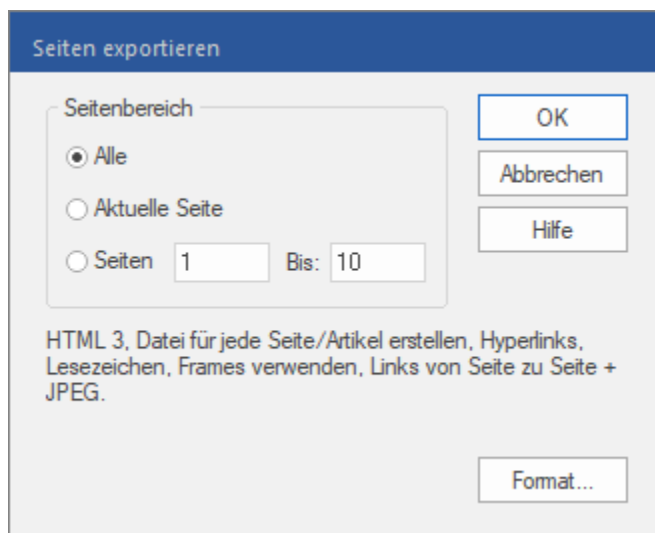 Seiten exportieren
Seitenbereich
Alle
Aktuelle Seite
Seiten 1 Bis: 10
OK
Abbrechen
Hilfe
HTML 3, Datei für jede Seite/Artikel erstellen, Hyperlinks,
Lesezeichen, Frames verwenden, Links von Seite zu Seite +
JPEG.
Format...